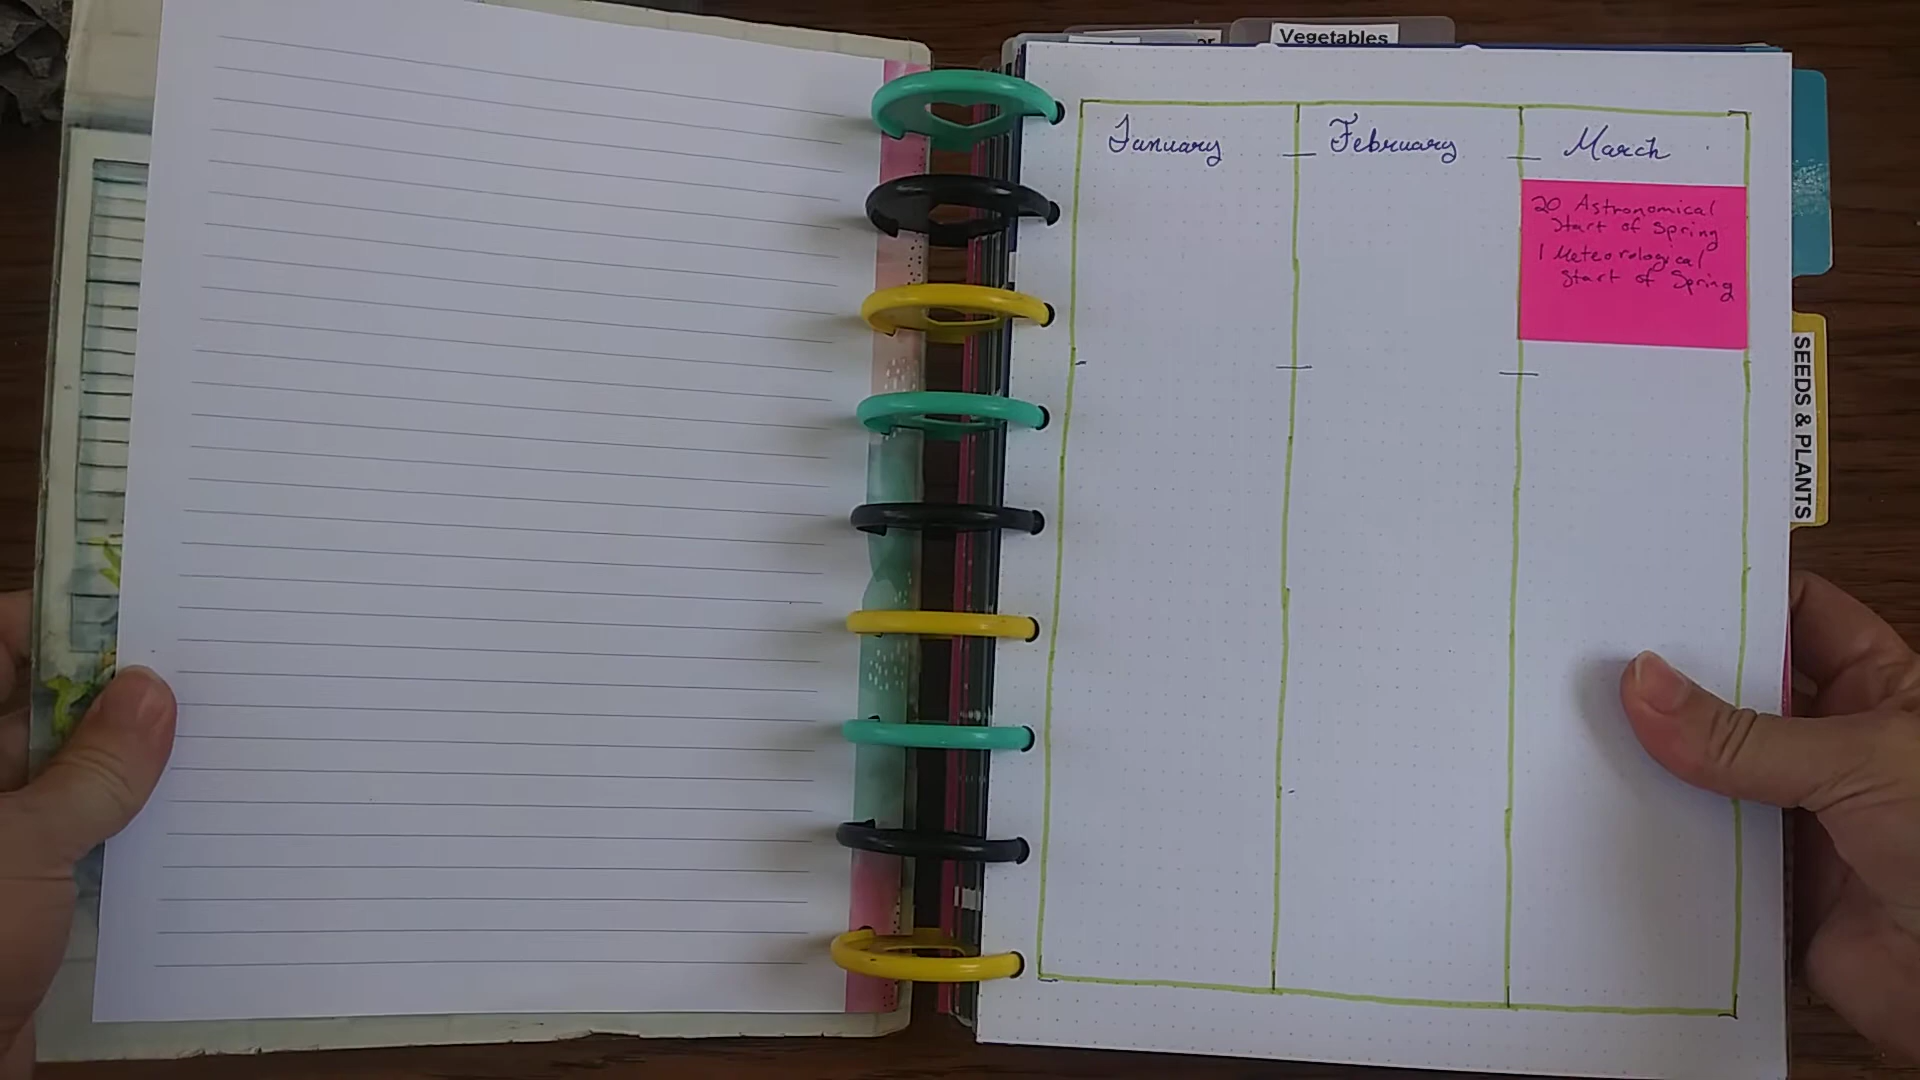 Vegetables
January
February
March
20 Astronomical
Start of Spring
1 Meteorological
Start of Spring
SEEDS & PLANTS